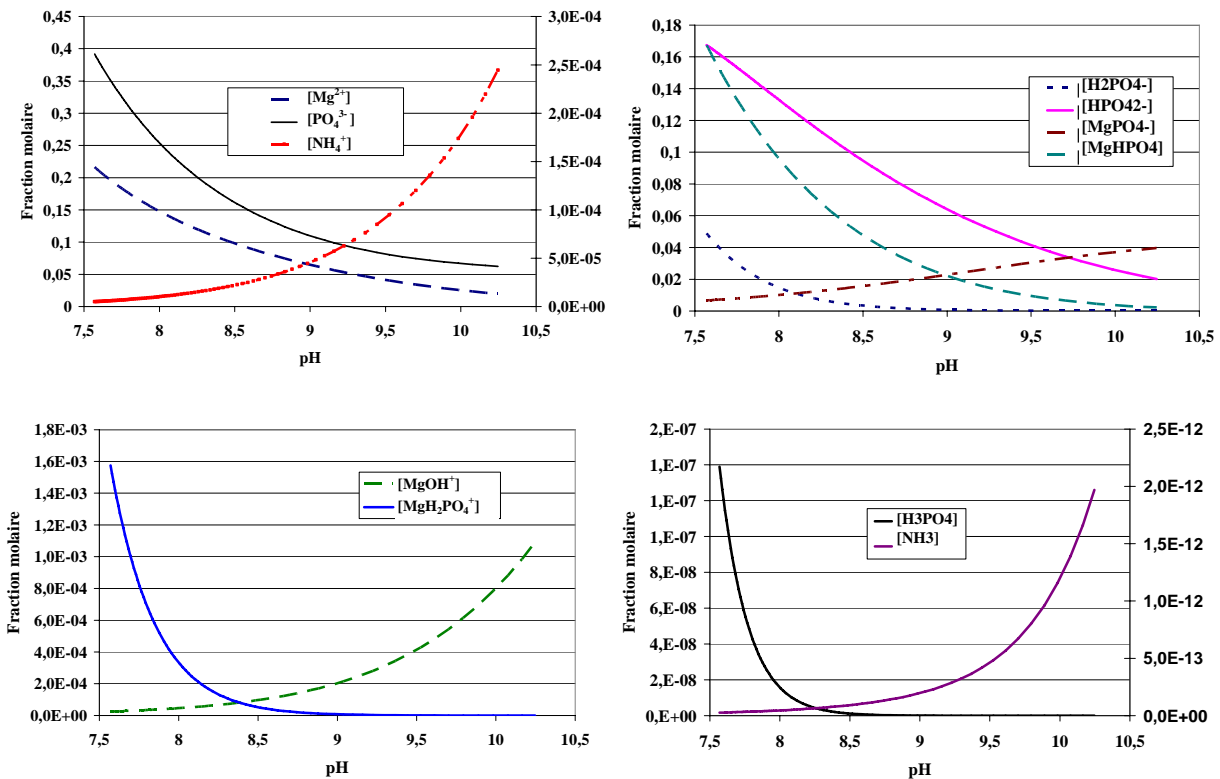 0,45
0,4
0,35
0,3
0,25
0,2
0,15
0,1
0,05
0
Fraction molaire
3,0E-04
2,5E-04
2,0E-04
1,5E-04
1,0E-04
5,0E-05
0,0E+00
[Mg²⁺]
[PO₄³⁻]
[NH₄⁺]
7,5 8 8,5 9 9,5 10 10,5
pH
0,18
0,16
0,14
0,12
0,1
0,08
0,06
0,04
0,02
0
Fraction molaire
[H2PO4-]
[HPO42-]
[MgPO4-]
[MgHPO4]
7,5 8 8,5 9 9,5 10 10,5
pH
1,8E-03
1,6E-03
1,4E-03
1,2E-03
1,0E-03
8,0E-04
6,0E-04
4,0E-04
2,0E-04
0,0E+00
Fraction molaire
[MgOH⁺]
[MgH₂PO₄⁺]
7,5 8 8,5 9 9,5 10 10,5
pH
2,E-07
1,E-07
1,E-07
1,E-07
8,E-08
6,E-08
4,E-08
2,E-08
0,E+00
Fraction molaire
2,5E-12
2,0E-12
1,5E-12
1,0E-12
5,0E-13
0,0E+00
[H3PO4]
[NH3]
7,5 8 8,5 9 9,5 10 10,5
pH